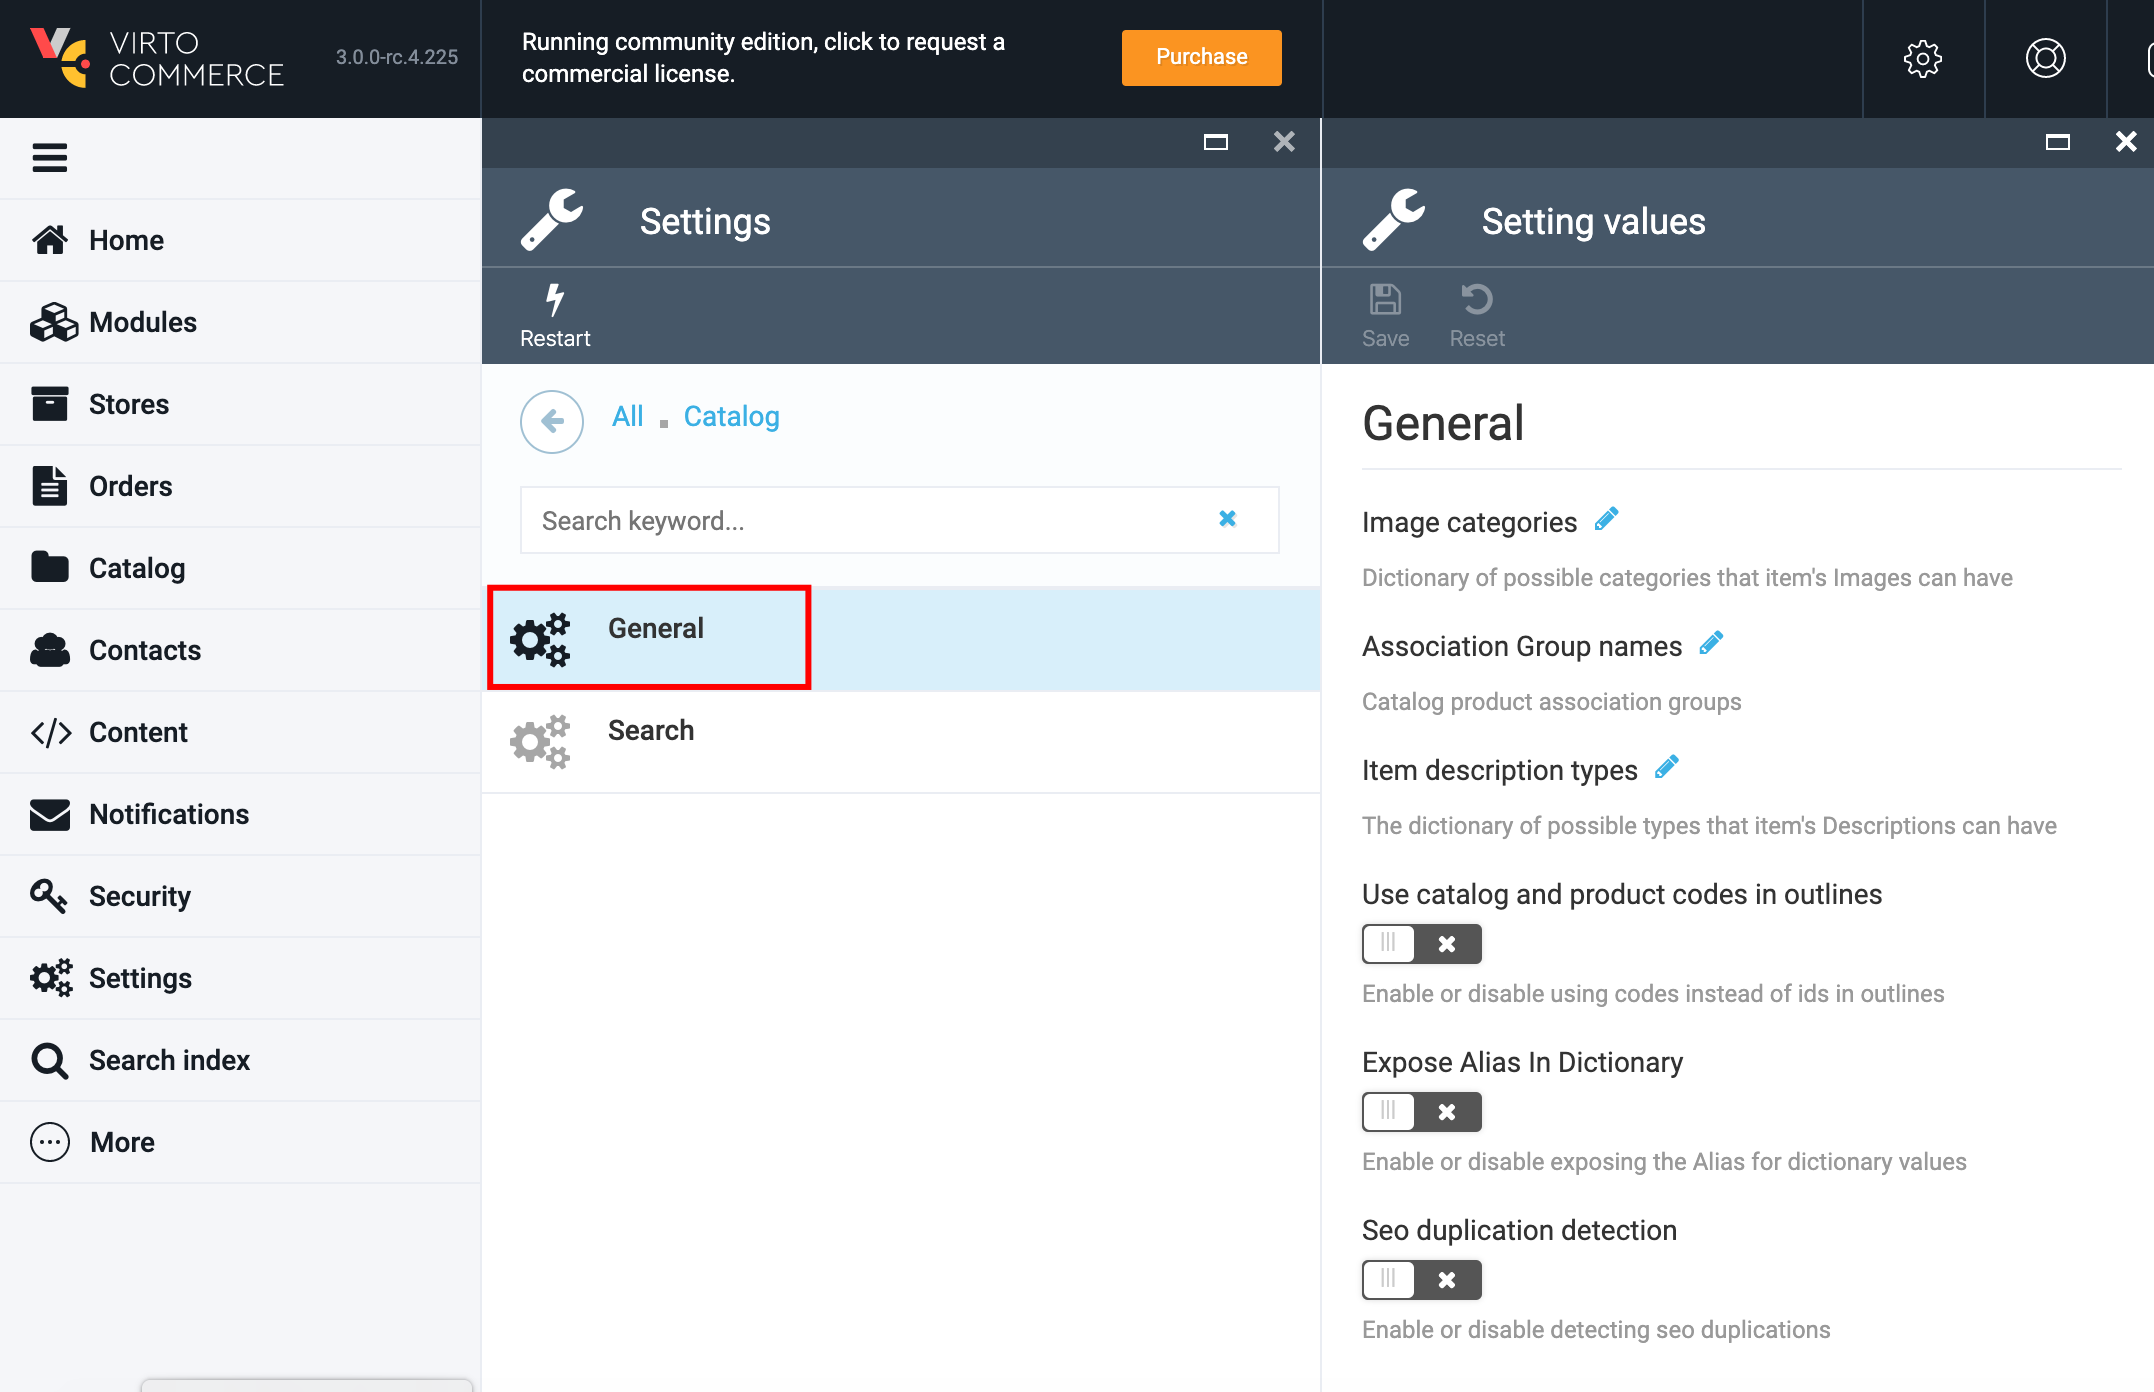 VIRTO
COMMERCE
3.0.0-rc.4.225
Running community edition, click to request a
commercial license.
Purchase
Home
Modules
Stores
Orders
Catalog
Contacts
Content
Notifications
Security
Settings
Search index
More
Settings
Restart
All
Catalog
Search keyword...
General
Search
Setting values
Save
Reset
General
Image categories
Dictionary of possible categories that item's Images can have
Association Group names
Catalog product association groups
Item description types
The dictionary of possible types that item's Descriptions can have
Use catalog and product codes in outlines
Enable or disable using codes instead of ids in outlines
Expose Alias In Dictionary
Enable or disable exposing the Alias for dictionary values
Seo duplication detection
Enable or disable detecting seo duplications